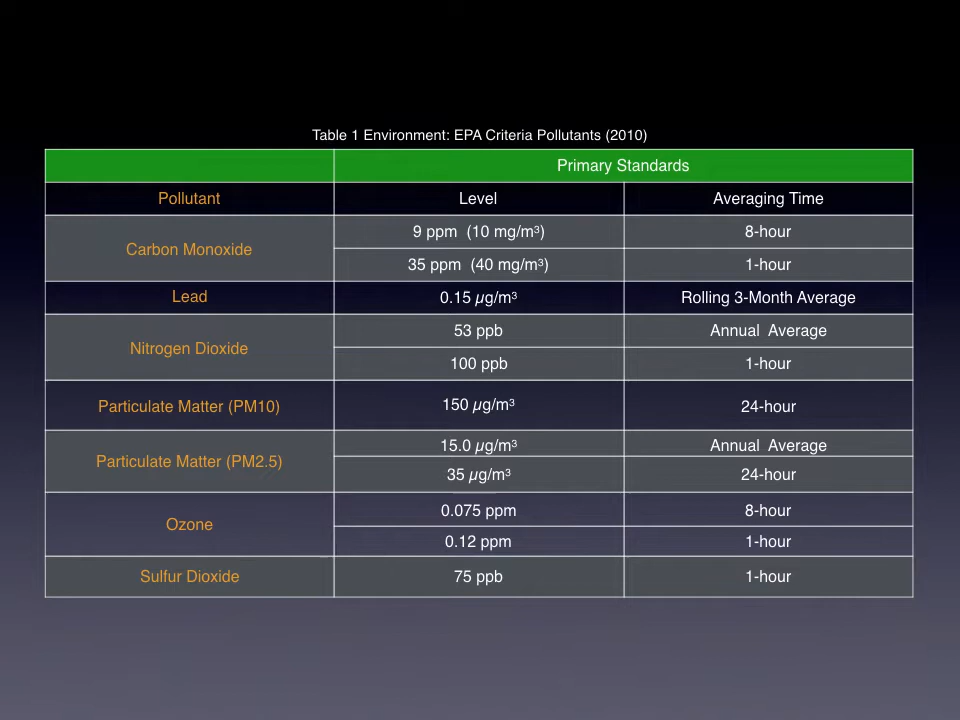 Table 1 Environment: EPA Criteria Pollutants (2010)
Primary Standards
Pollutant Level Averaging Time
Carbon Monoxide 9 ppm (10 mg/m³) 8-hour
35 ppm (40 mg/m³) 1-hour
Lead 0.15 µg/m³ Rolling 3-Month Average
Nitrogen Dioxide 53 ppb Annual Average
100 ppb 1-hour
Particulate Matter (PM10) 150 µg/m³ 24-hour
Particulate Matter (PM2.5) 15.0 µg/m³ Annual Average
35 µg/m³ 24-hour
Ozone 0.075 ppm 8-hour
0.12 ppm 1-hour
Sulfur Dioxide 75 ppb 1-hour